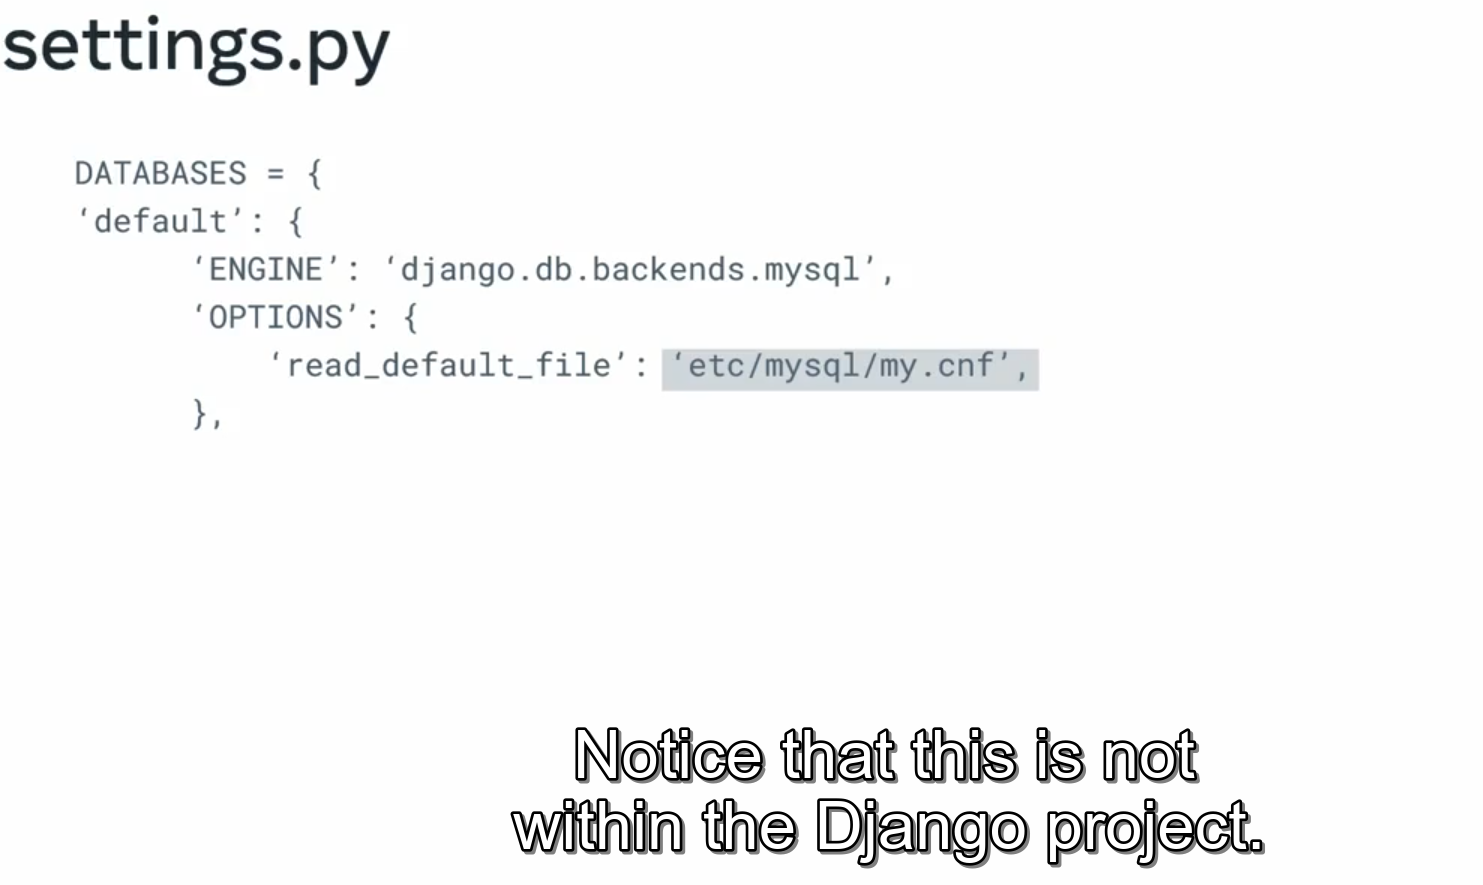 settings.py
DATABASES = {
‘default’: {
‘ENGINE’: ‘django.db.backends.mysql’,
‘OPTIONS’: {
‘read_default_file’: ‘etc/mysql/my.cnf’,
},
Notice that this is not
within the Django project.